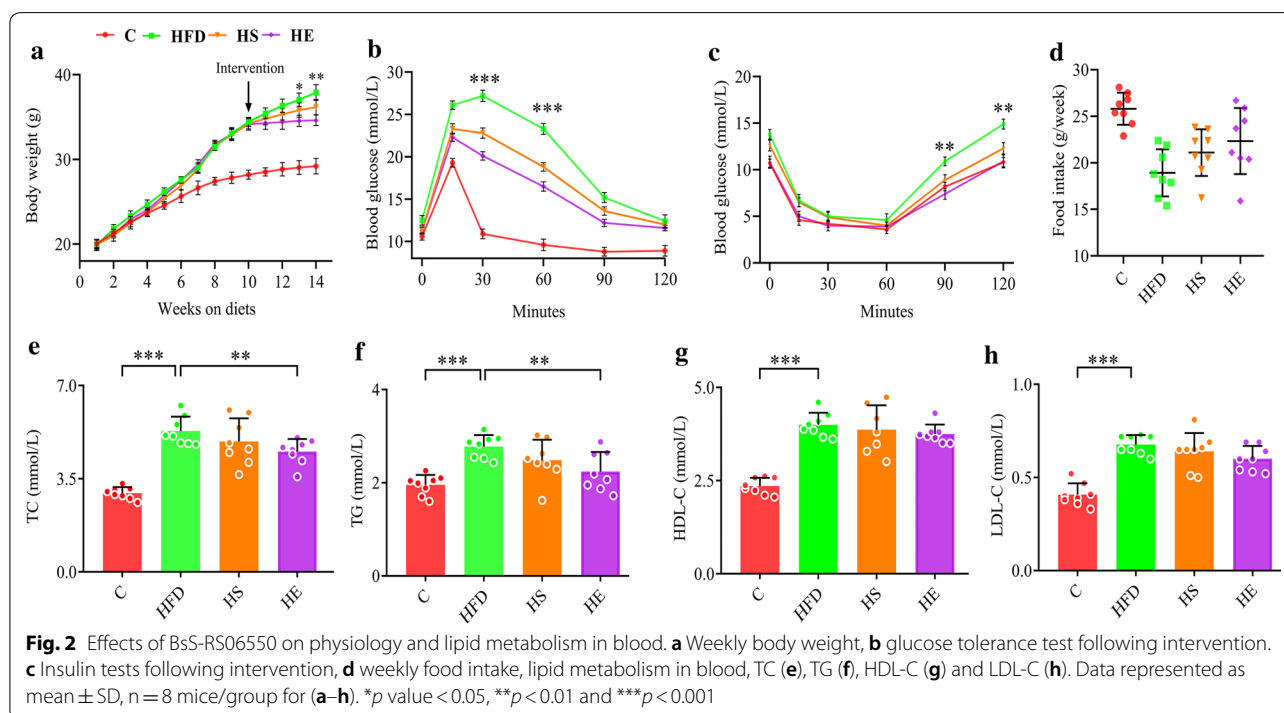 C HFD HS HE
a
Intervention
* **
Body weight (g)
40
30
20
0 2 4 6 8 10 12 14
Weeks on diets
b
***
***
Blood glucose (mmol/L)
30
25
20
15
10
0 30 60 90 120
Minutes
c
**
**
Blood glucose (mmol/L)
20
15
10
5
0
0 30 60 90 120
Minutes
d
Food intake (g/week)
30
25
20
15
10
C HFD HS HE
e
*** **
TC (mmol/L)
7.0
3.5
0.0
C HFD HS HE
f
*** **
TG (mmol/L)
4
2
0
C HFD HS HE
g
***
HDL-C (mmol/L)
5.0
2.5
0.0
C HFD HS HE
h
***
LDL-C (mmol/L)
1.0
0.5
0.0
C HFD HS HE
Fig. 2 Effects of BsS-RS06550 on physiology and lipid metabolism in blood. a Weekly body weight, b glucose tolerance test following intervention.
c Insulin tests following intervention, d weekly food intake, lipid metabolism in blood, TC (e), TG (f), HDL-C (g) and LDL-C (h). Data represented as
mean ± SD, n = 8 mice/group for (a–h). *p value < 0.05, **p < 0.01 and ***p < 0.001